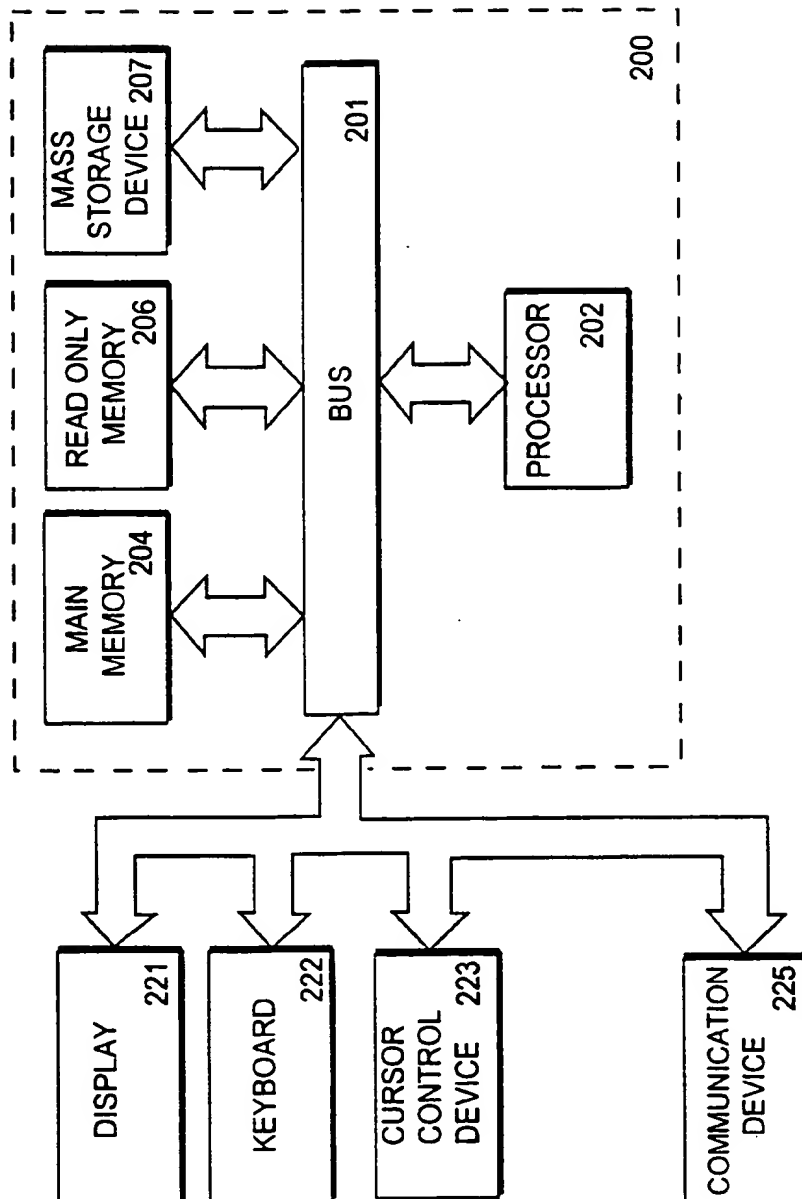 MAIN
MEMORY
204
READ ONLY
MEMORY
206
MASS
STORAGE
DEVICE 207
BUS
201
PROCESSOR
202
200
DISPLAY
221
KEYBOARD
222
CURSOR
CONTROL
DEVICE
223
COMMUNICATION
DEVICE
225